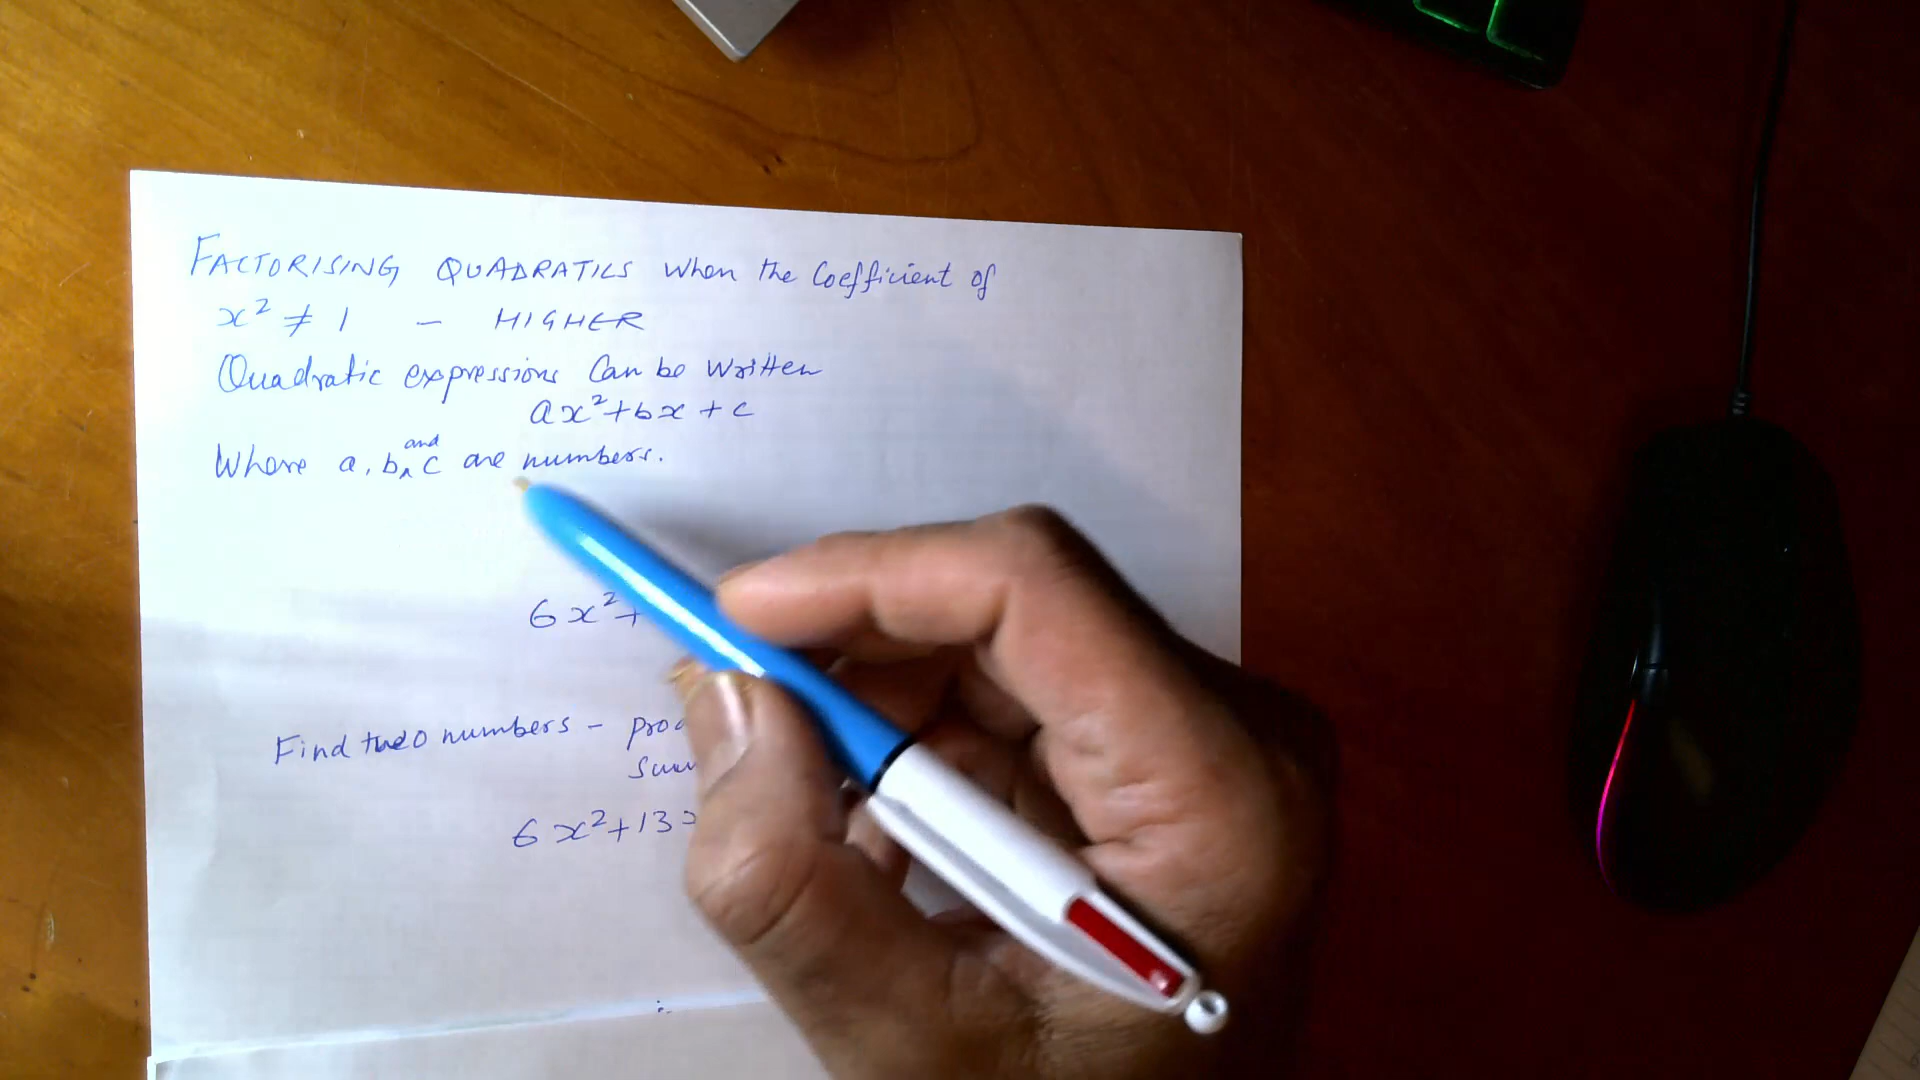 FACTORISING QUADRATICS when the Coefficient of
x² ≠ 1 - HIGHER
Quadratic expressions Can be written
ax²+bx+c
Where a, b, and c are numbers.
6x²+
Find two numbers -
6x²+13